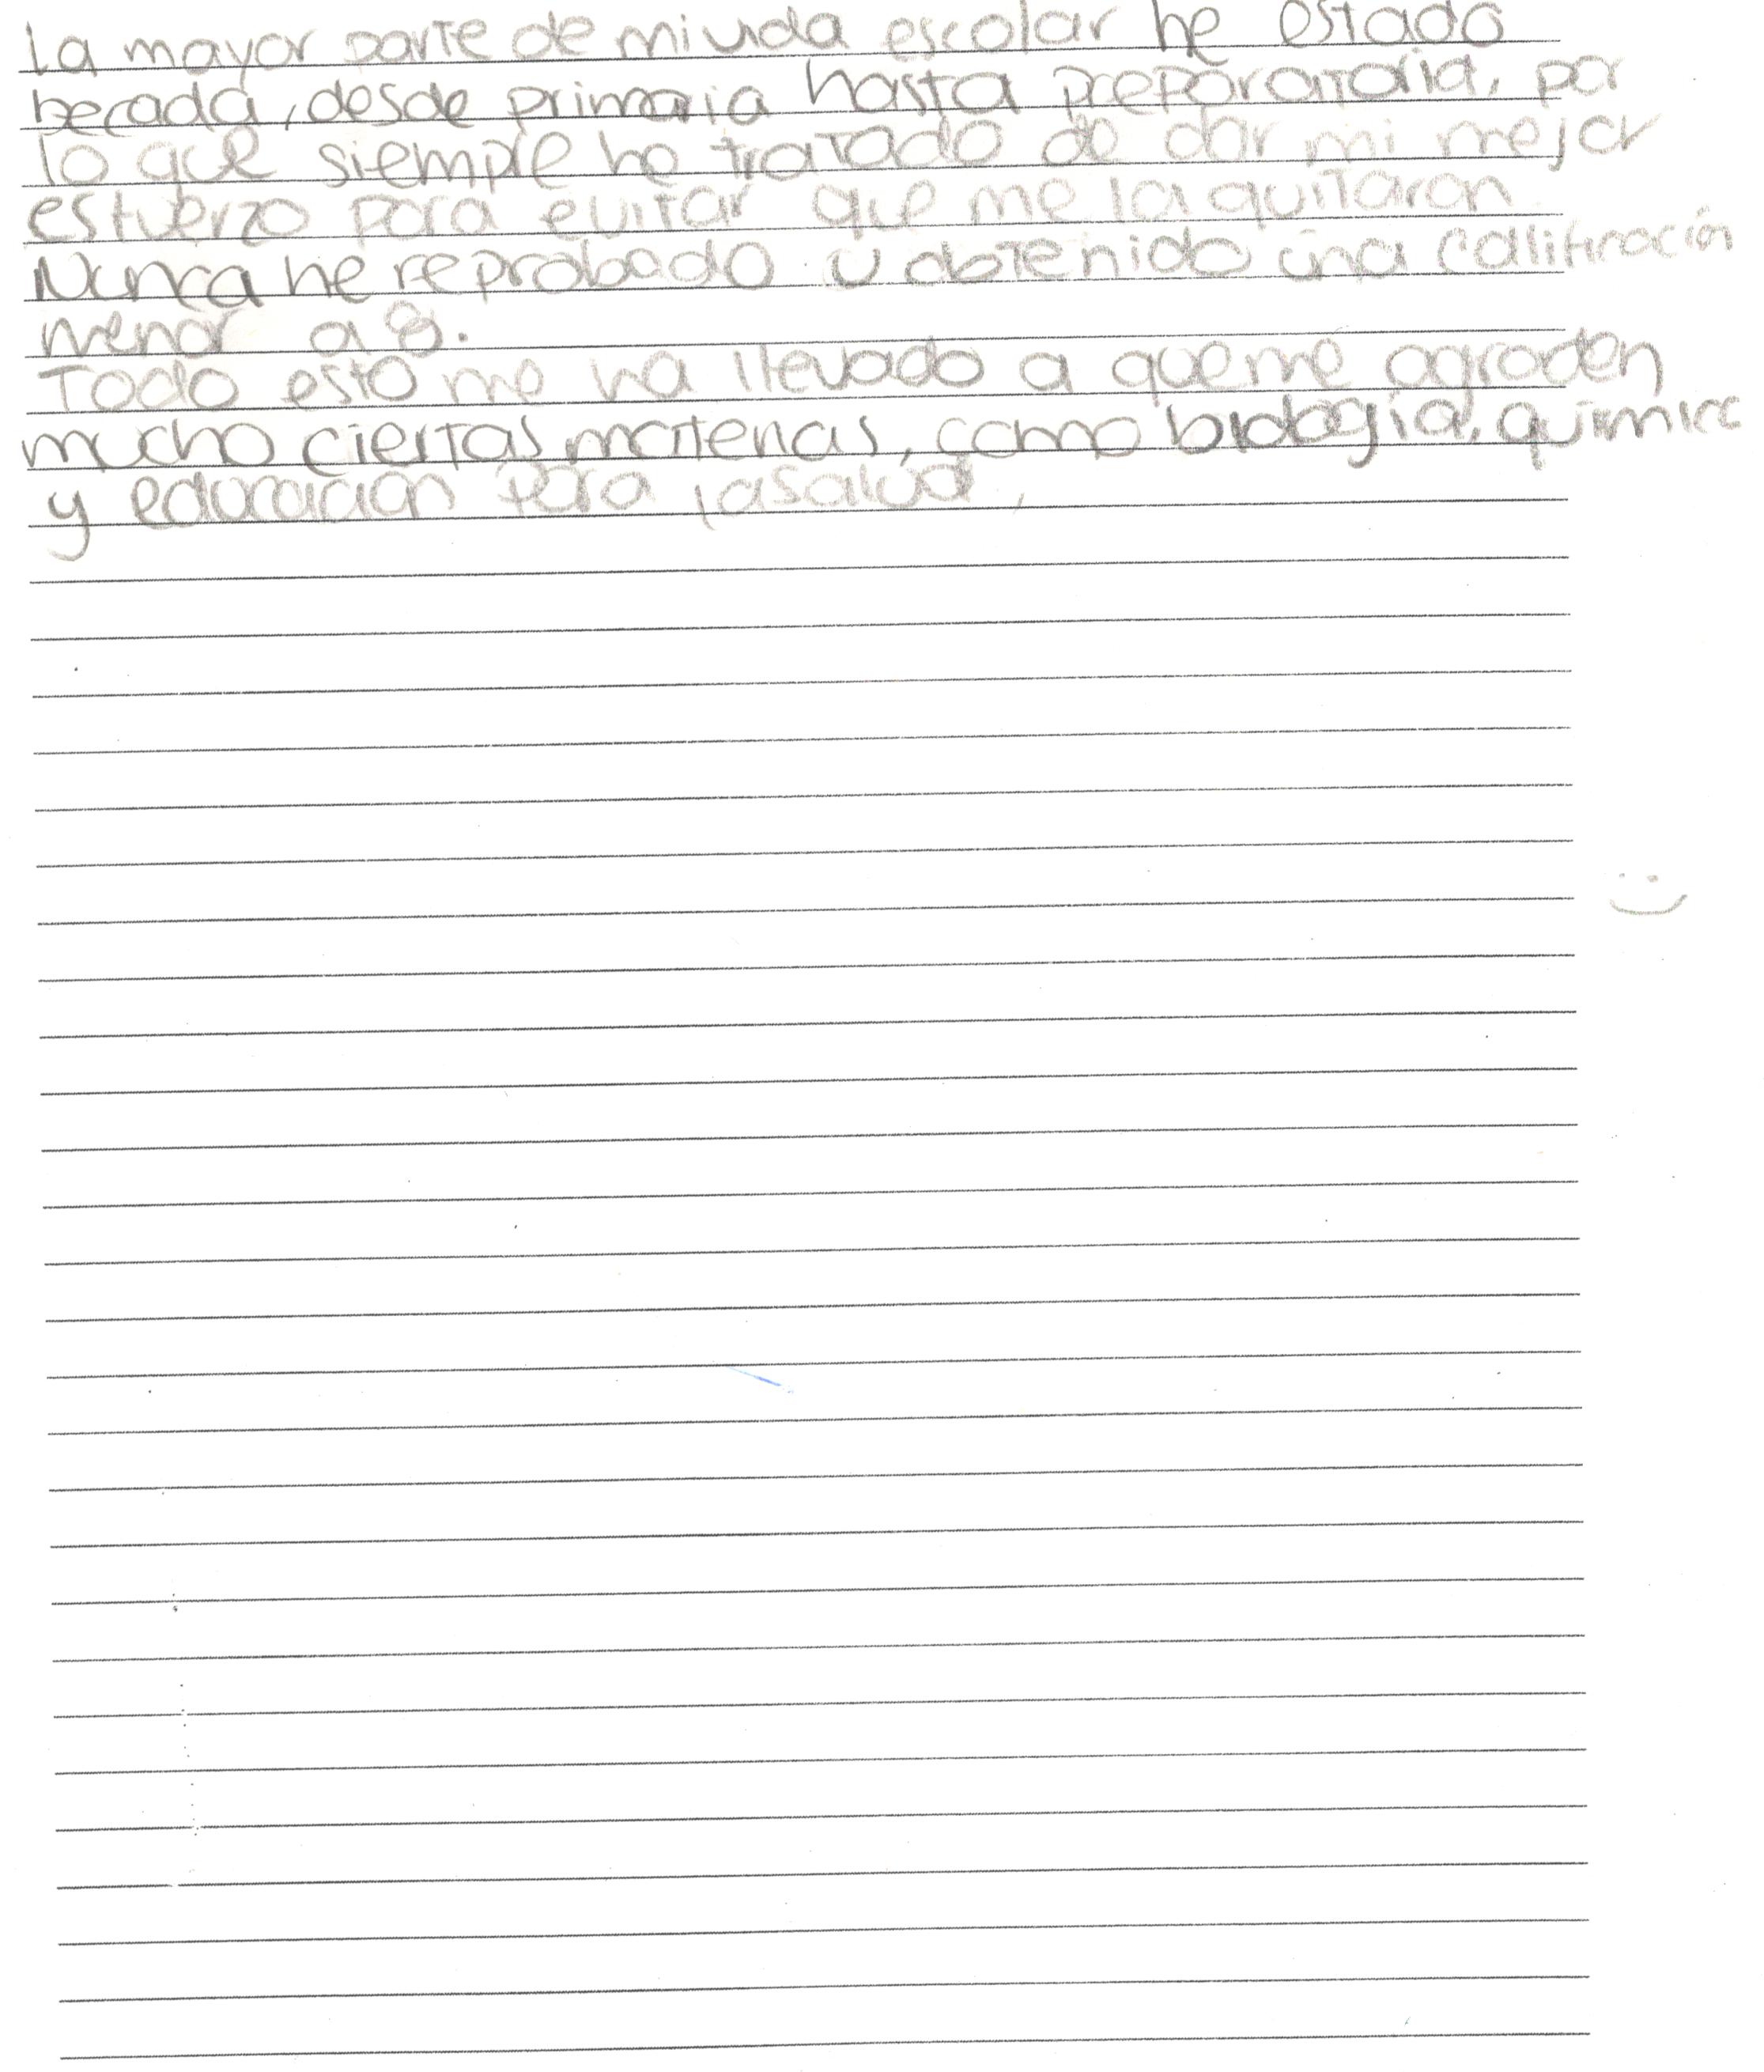 La mayor parte de mi vida escolar he estado
becada, desde primaria hasta preparatoria, por
lo que siempre he tratado de dar mi mejor
esfuerzo para evitar que me la quitaran
Nunca he reprobado u obtenido una calificación
menor a 8.
Todo esto me ha llevado a que me agraden
mucho ciertas materias, como biología, química
y educación para la salud,